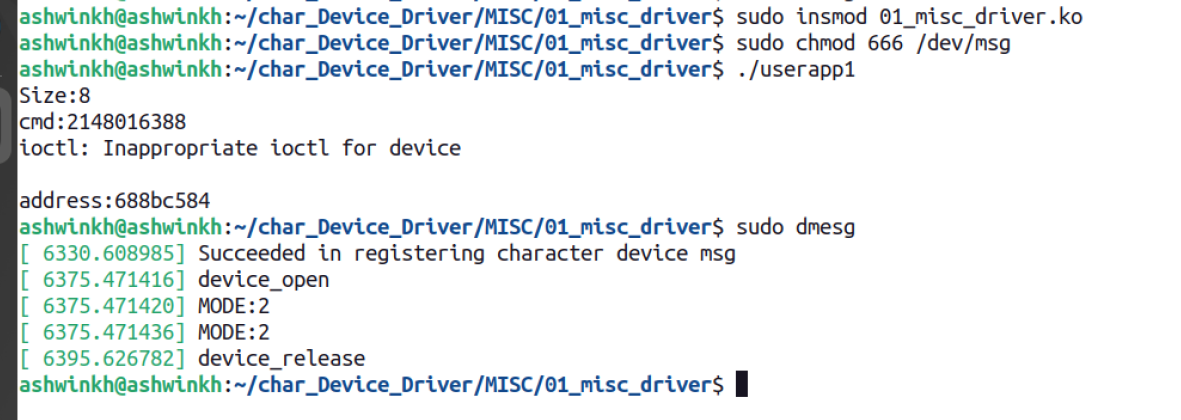 ashwinkh@ashwinkh:~/char_Device_Driver/MISC/01_misc_driver$ sudo insmod 01_misc_driver.ko
ashwinkh@ashwinkh:~/char_Device_Driver/MISC/01_misc_driver$ sudo chmod 666 /dev/msg
ashwinkh@ashwinkh:~/char_Device_Driver/MISC/01_misc_driver$ ./userapp1
Size:8
cmd:2148016388
ioctl: Inappropriate ioctl for device
address:688bc584
ashwinkh@ashwinkh:~/char_Device_Driver/MISC/01_misc_driver$ sudo dmesg
[ 6330.608985] Succeeded in registering character device msg
[ 6375.471416] device_open
[ 6375.471420] MODE:2
[ 6375.471436] MODE:2
[ 6395.626782] device_release
ashwinkh@ashwinkh:~/char_Device_Driver/MISC/01_misc_driver$